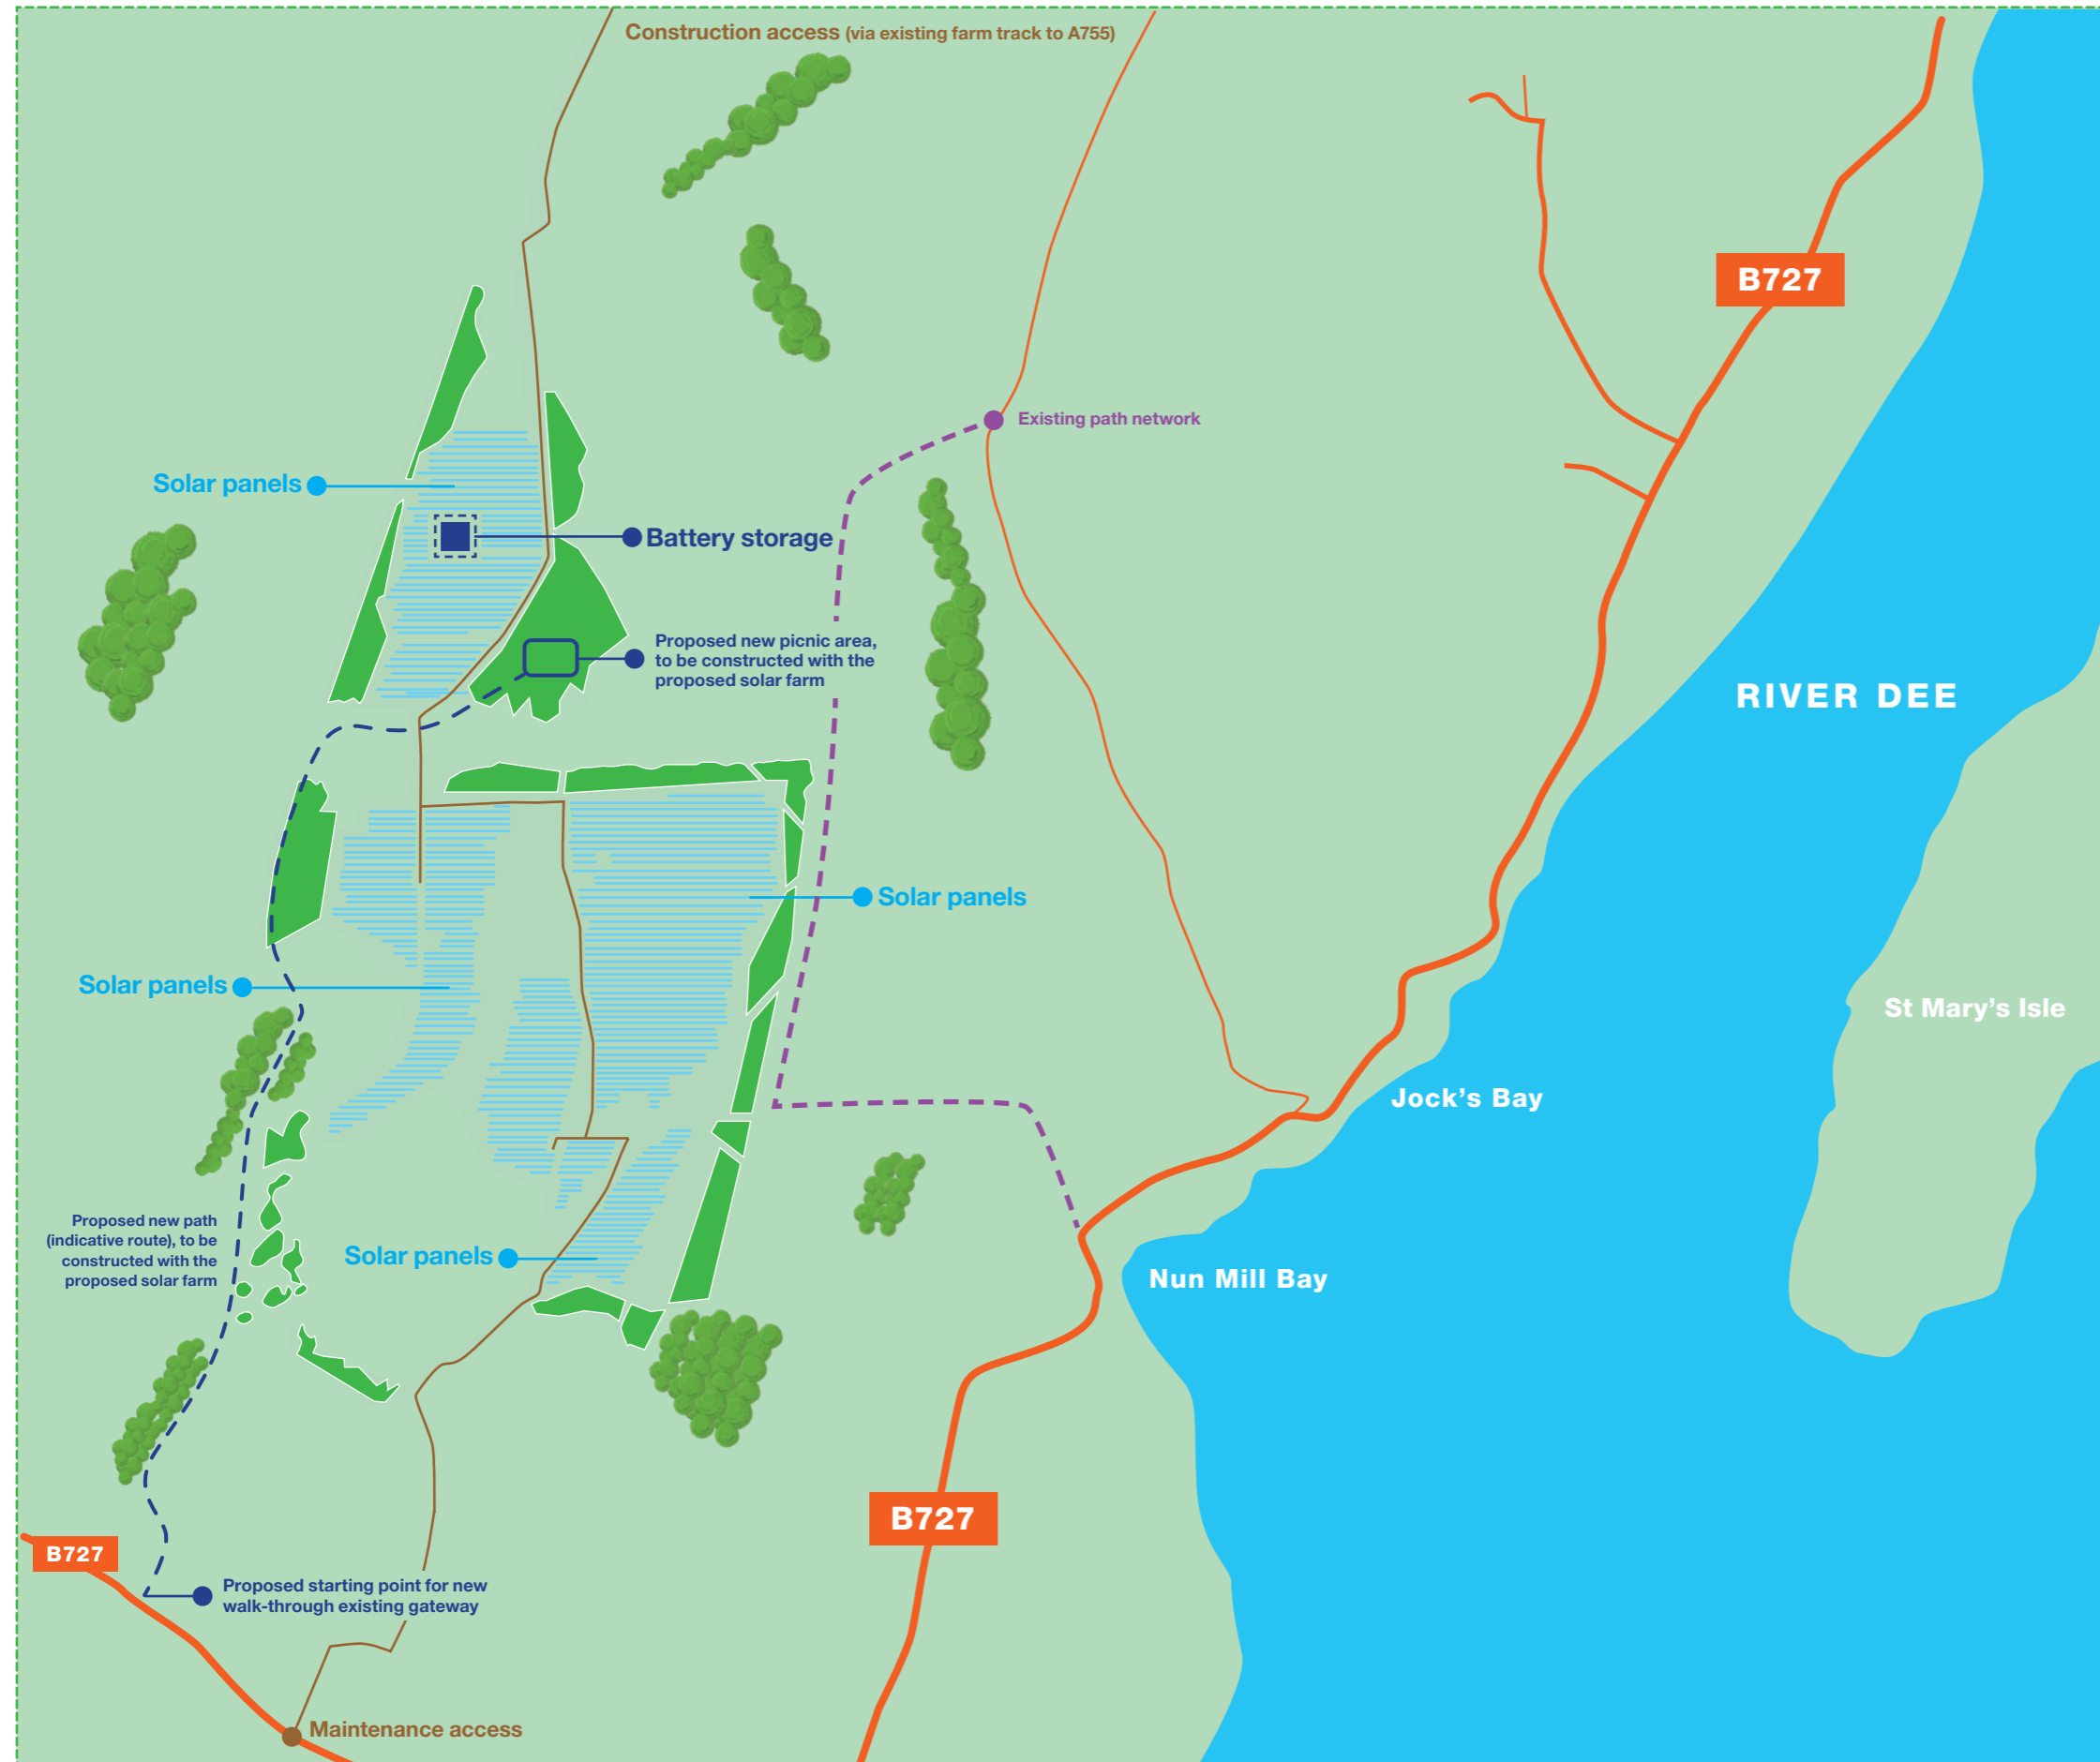 Construction access (via existing farm track to A755)
B727
Existing path network
Solar panels
Battery storage
Proposed new picnic area,
to be constructed with the
proposed solar farm
RIVER DEE
Solar panels
Solar panels
St Mary's Isle
Jock's Bay
Proposed new path
(indicative route), to be
constructed with the
proposed solar farm
Solar panels
Nun Mill Bay
B727
B727
Proposed starting point for new
walk-through existing gateway
Maintenance access